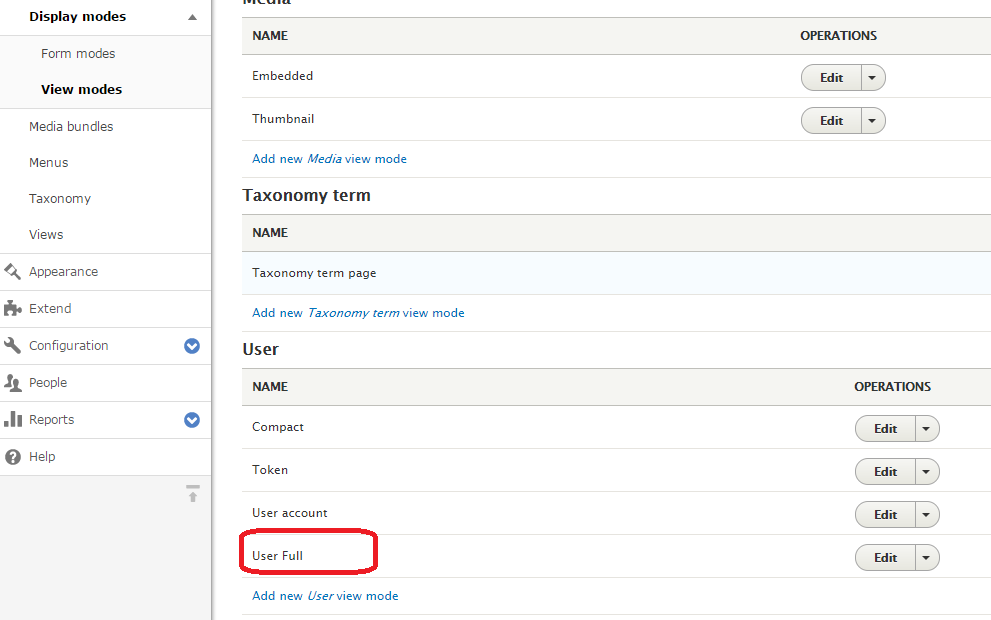 Display modes
Form modes
View modes
Media bundles
Menus
Taxonomy
Views
Appearance
Extend
Configuration
People
Reports
Help
Media
NAME OPERATIONS
Embedded Edit
Thumbnail Edit
Add new Media view mode
Taxonomy term
NAME
Taxonomy term page
Add new Taxonomy term view mode
User
NAME OPERATIONS
Compact Edit
Token Edit
User account Edit
User Full Edit
Add new User view mode